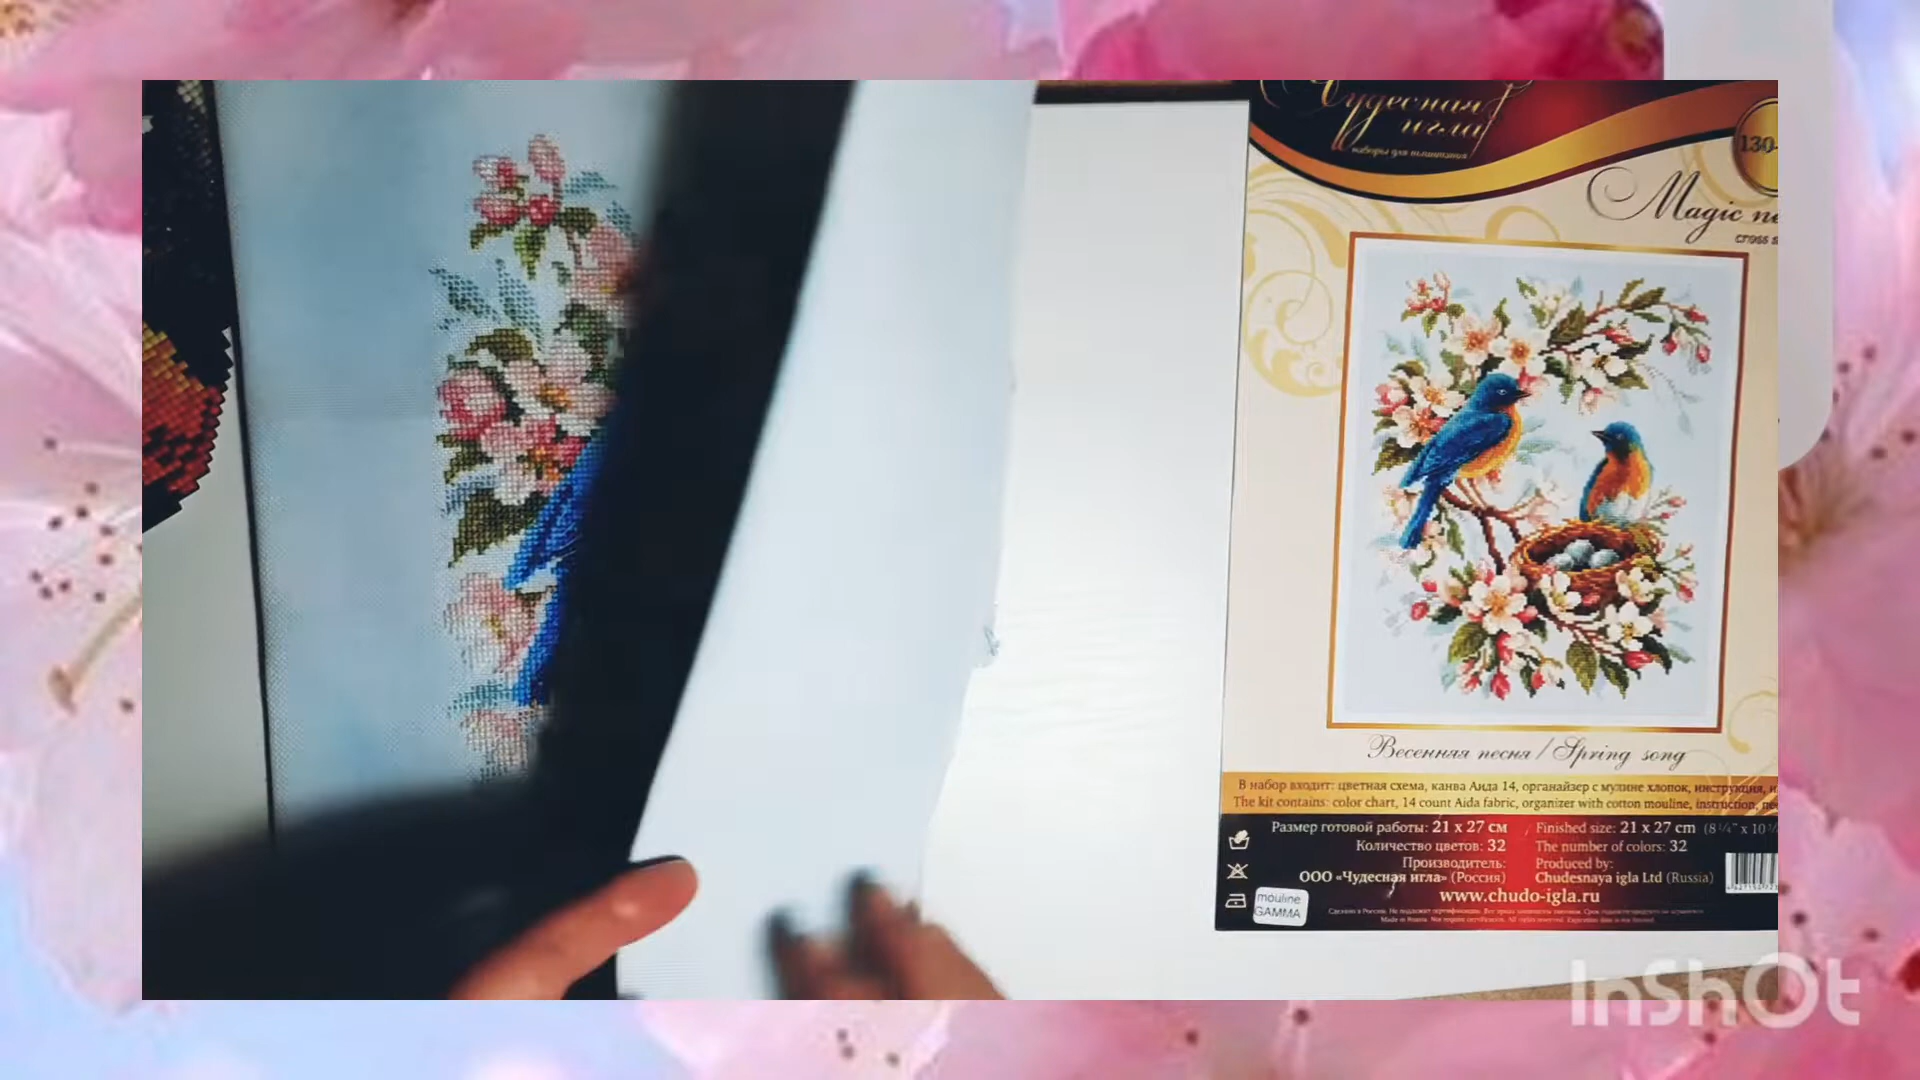 Чудесная
игла
наборы для вышивания
130-
Magic
cross s
Весенняя песня / Spring song
В набор входит: цветная схема, канва Аида 14, органайзер с мулине хлопок, инструкция,
The kit contains: color chart, 14 count Aida fabric, organizer with cotton mouline, instruction,
Размер готовой работы: 21 x 27 см
Finished size: 21 x 27 cm
Количество цветов: 32
The number of colors: 32
Производитель:
Produced by:
ООО «Чудесная игла» (Россия)
Chudesnaya igla Ltd (Russia)
www.chudo-igla.ru
mouline
GAMMA
InShOt